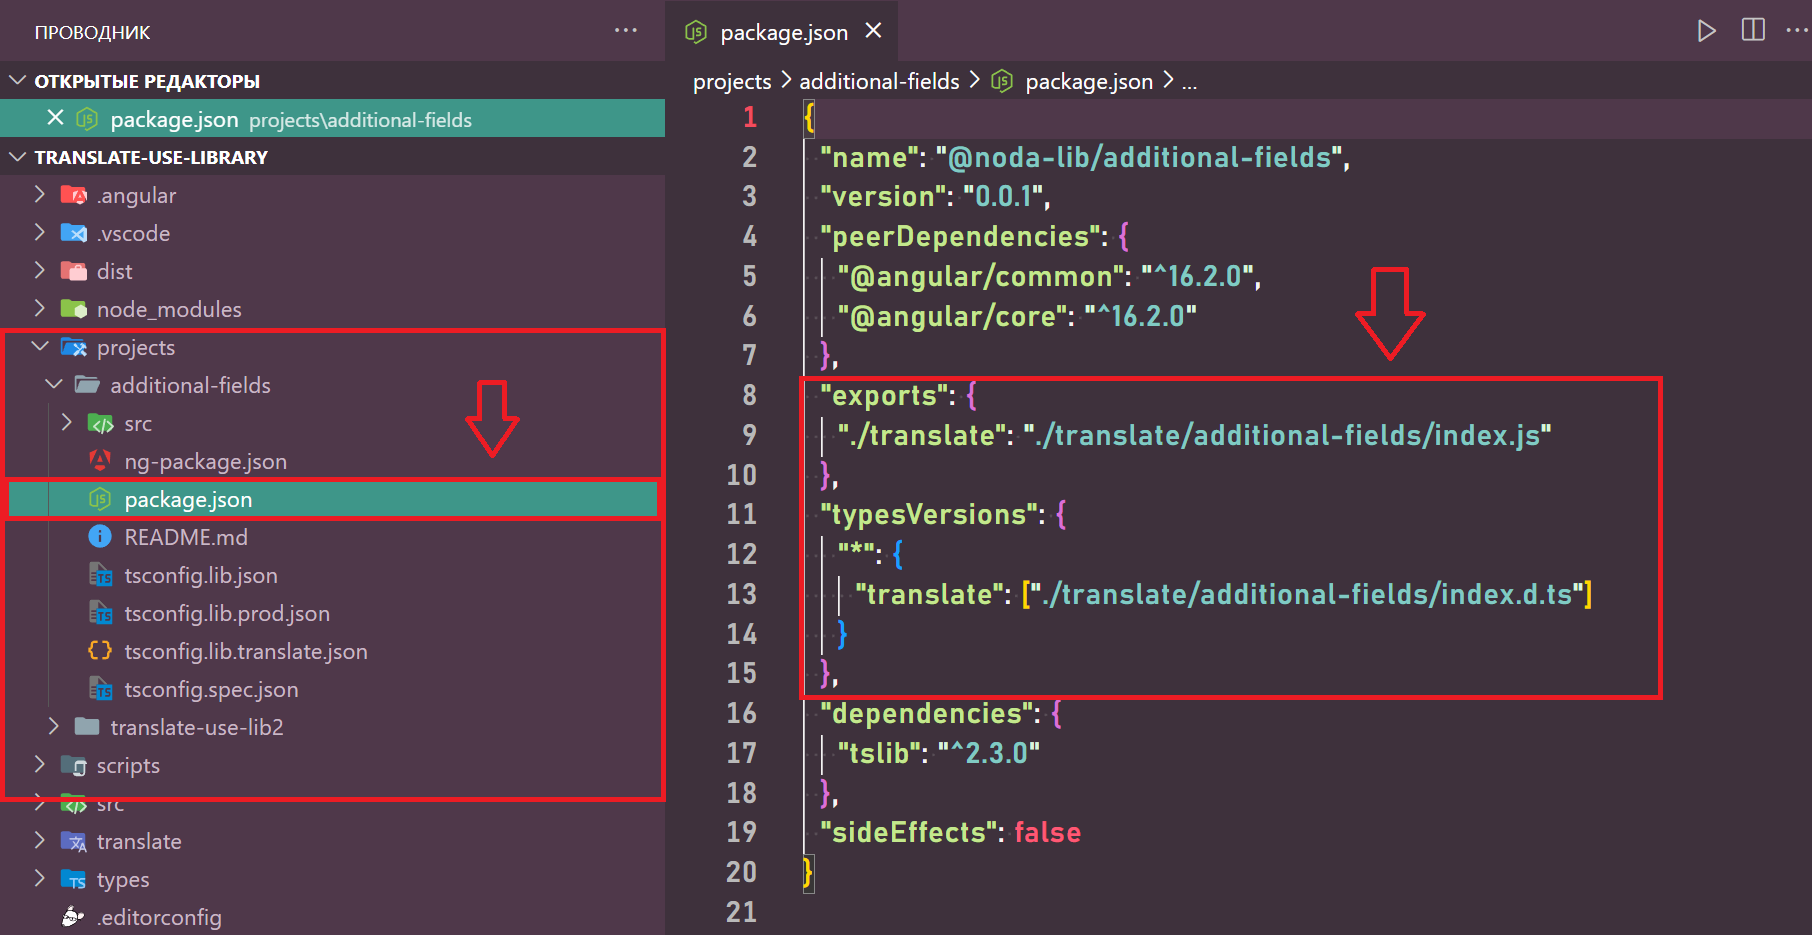 ПРОВОДНИК
ОТКРЫТЫЕ РЕДАКТОРЫ
package.json projects\additional-fields
TRANSLATE-USE-LIBRARY
.angular
.vscode
dist
node_modules
projects
additional-fields
src
ng-package.json
package.json
README.md
tsconfig.lib.json
tsconfig.lib.prod.json
tsconfig.lib.translate.json
tsconfig.spec.json
translate-use-lib2
scripts
src
translate
types
.editorconfig
package.json
projects > additional-fields > package.json > ...
1 {
2 "name": "@noda-lib/additional-fields",
3 "version": "0.0.1",
4 "peerDependencies": {
5 "@angular/common": "^16.2.0",
6 "@angular/core": "^16.2.0"
7 },
8 "exports": {
9 "./translate": "./translate/additional-fields/index.js"
10 },
11 "typesVersions": {
12 "*": {
13 "translate": ["./translate/additional-fields/index.d.ts"]
14 }
15 },
16 "dependencies": {
17 "tslib": "^2.3.0"
18 },
19 "sideEffects": false
20 }
21